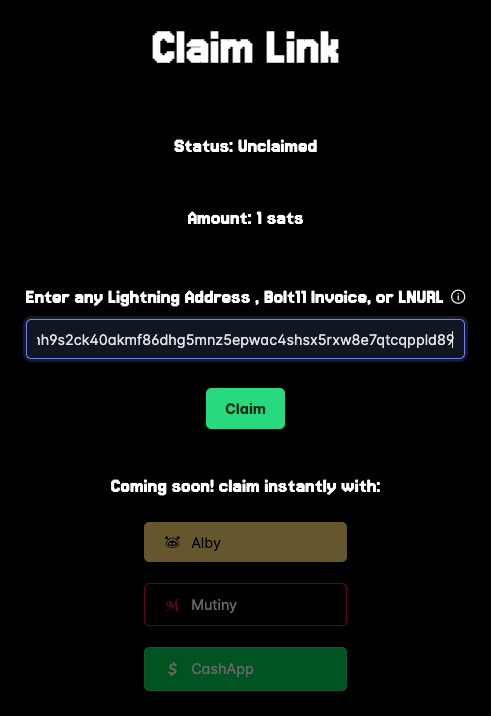 Claim Link
Status: Unclaimed
Amount: 1 sats
Enter any Lightning Address , Bolt11 Invoice, or LNURL
h9s2ck40akmf86dhg5mnz5epwac4shsx5rxw8e7qtcqppld89
Claim
Coming soon! claim instantly with:
Alby
Mutiny
$ CashApp